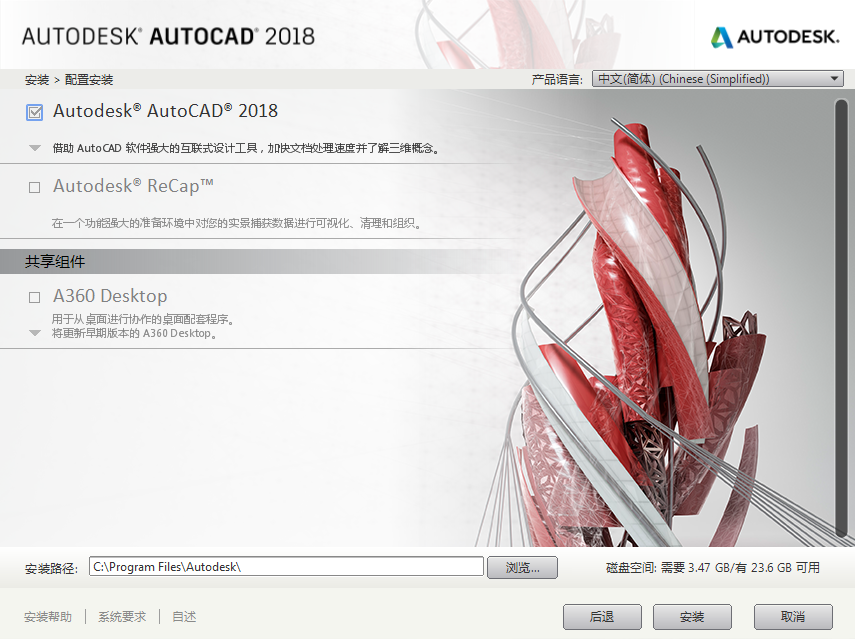 AUTODESK® AUTOCAD® 2018
AUTODESK.
安装 > 配置安装
产品语言: 中文(简体) (Chinese (Simplified))
Autodesk® AutoCAD® 2018
借助 AutoCAD 软件强大的互联式设计工具，加快文档处理速度并了解三维概念。
Autodesk® ReCap™
在一个功能强大的准备环境中对您的实景捕获数据进行可视化、清理和组织。
共享组件
A360 Desktop
用于从桌面进行协作的桌面配套程序。
将更新早期版本的 A360 Desktop。
安装路径: C:\Program Files\Autodesk\ 浏览... 磁盘空间: 需要 3.47 GB/有 23.6 GB 可用
安装帮助 | 系统要求 | 自述 后退 安装 取消